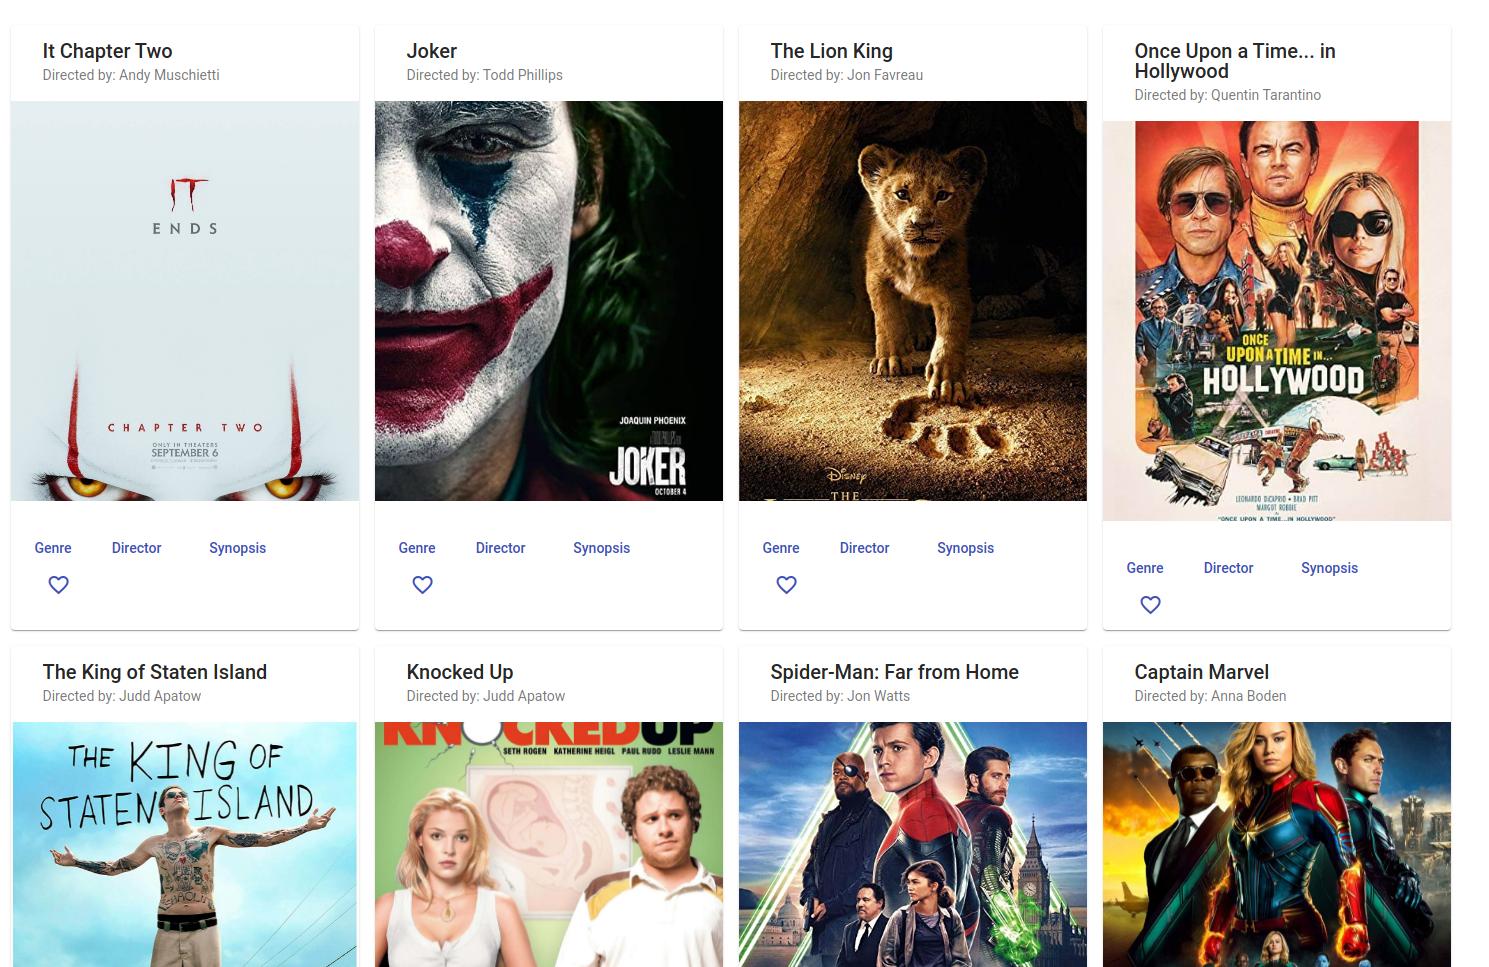 It Chapter Two
Directed by: Andy Muschietti
IT
ENDS
CHAPTER TWO
ONLY IN THEATERS
SEPTEMBER 6
Genre
Director
Synopsis
Joker
Directed by: Todd Phillips
JOAQUIN PHOENIX
JOKER
OCTOBER 4
Genre
Director
Synopsis
The Lion King
Directed by: Jon Favreau
Disney
THE
Genre
Director
Synopsis
Once Upon a Time... in
Hollywood
Directed by: Quentin Tarantino
ONCE
UPON A TIME IN...
HOLLYWOOD
LEONARDO DiCAPRIO • BRAD PITT
MARGOT ROBBIE
"ONCE UPON A TIME...IN HOLLYWOOD"
Genre
Director
Synopsis
The King of Staten Island
Directed by: Judd Apatow
THE KING OF
STATEN ISLAND
Knocked Up
Directed by: Judd Apatow
KNOCKED UP
SETH ROGEN KATHERINE HEIGL PAUL RUDD LESLIE MANN
Spider-Man: Far from Home
Directed by: Jon Watts
Captain Marvel
Directed by: Anna Boden